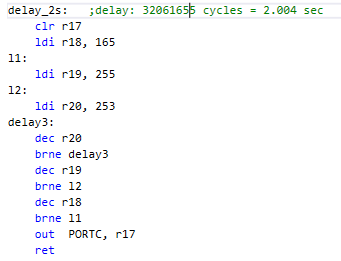 delay_2s:   ;delay: 32061655 cycles = 2.004 sec
    clr r17
    ldi r18, 165
l1:
    ldi r19, 255
l2:
    ldi r20, 253
delay3:
    dec r20
    brne delay3
    dec r19
    brne l2
    dec r18
    brne l1
    out  PORTC, r17
    ret